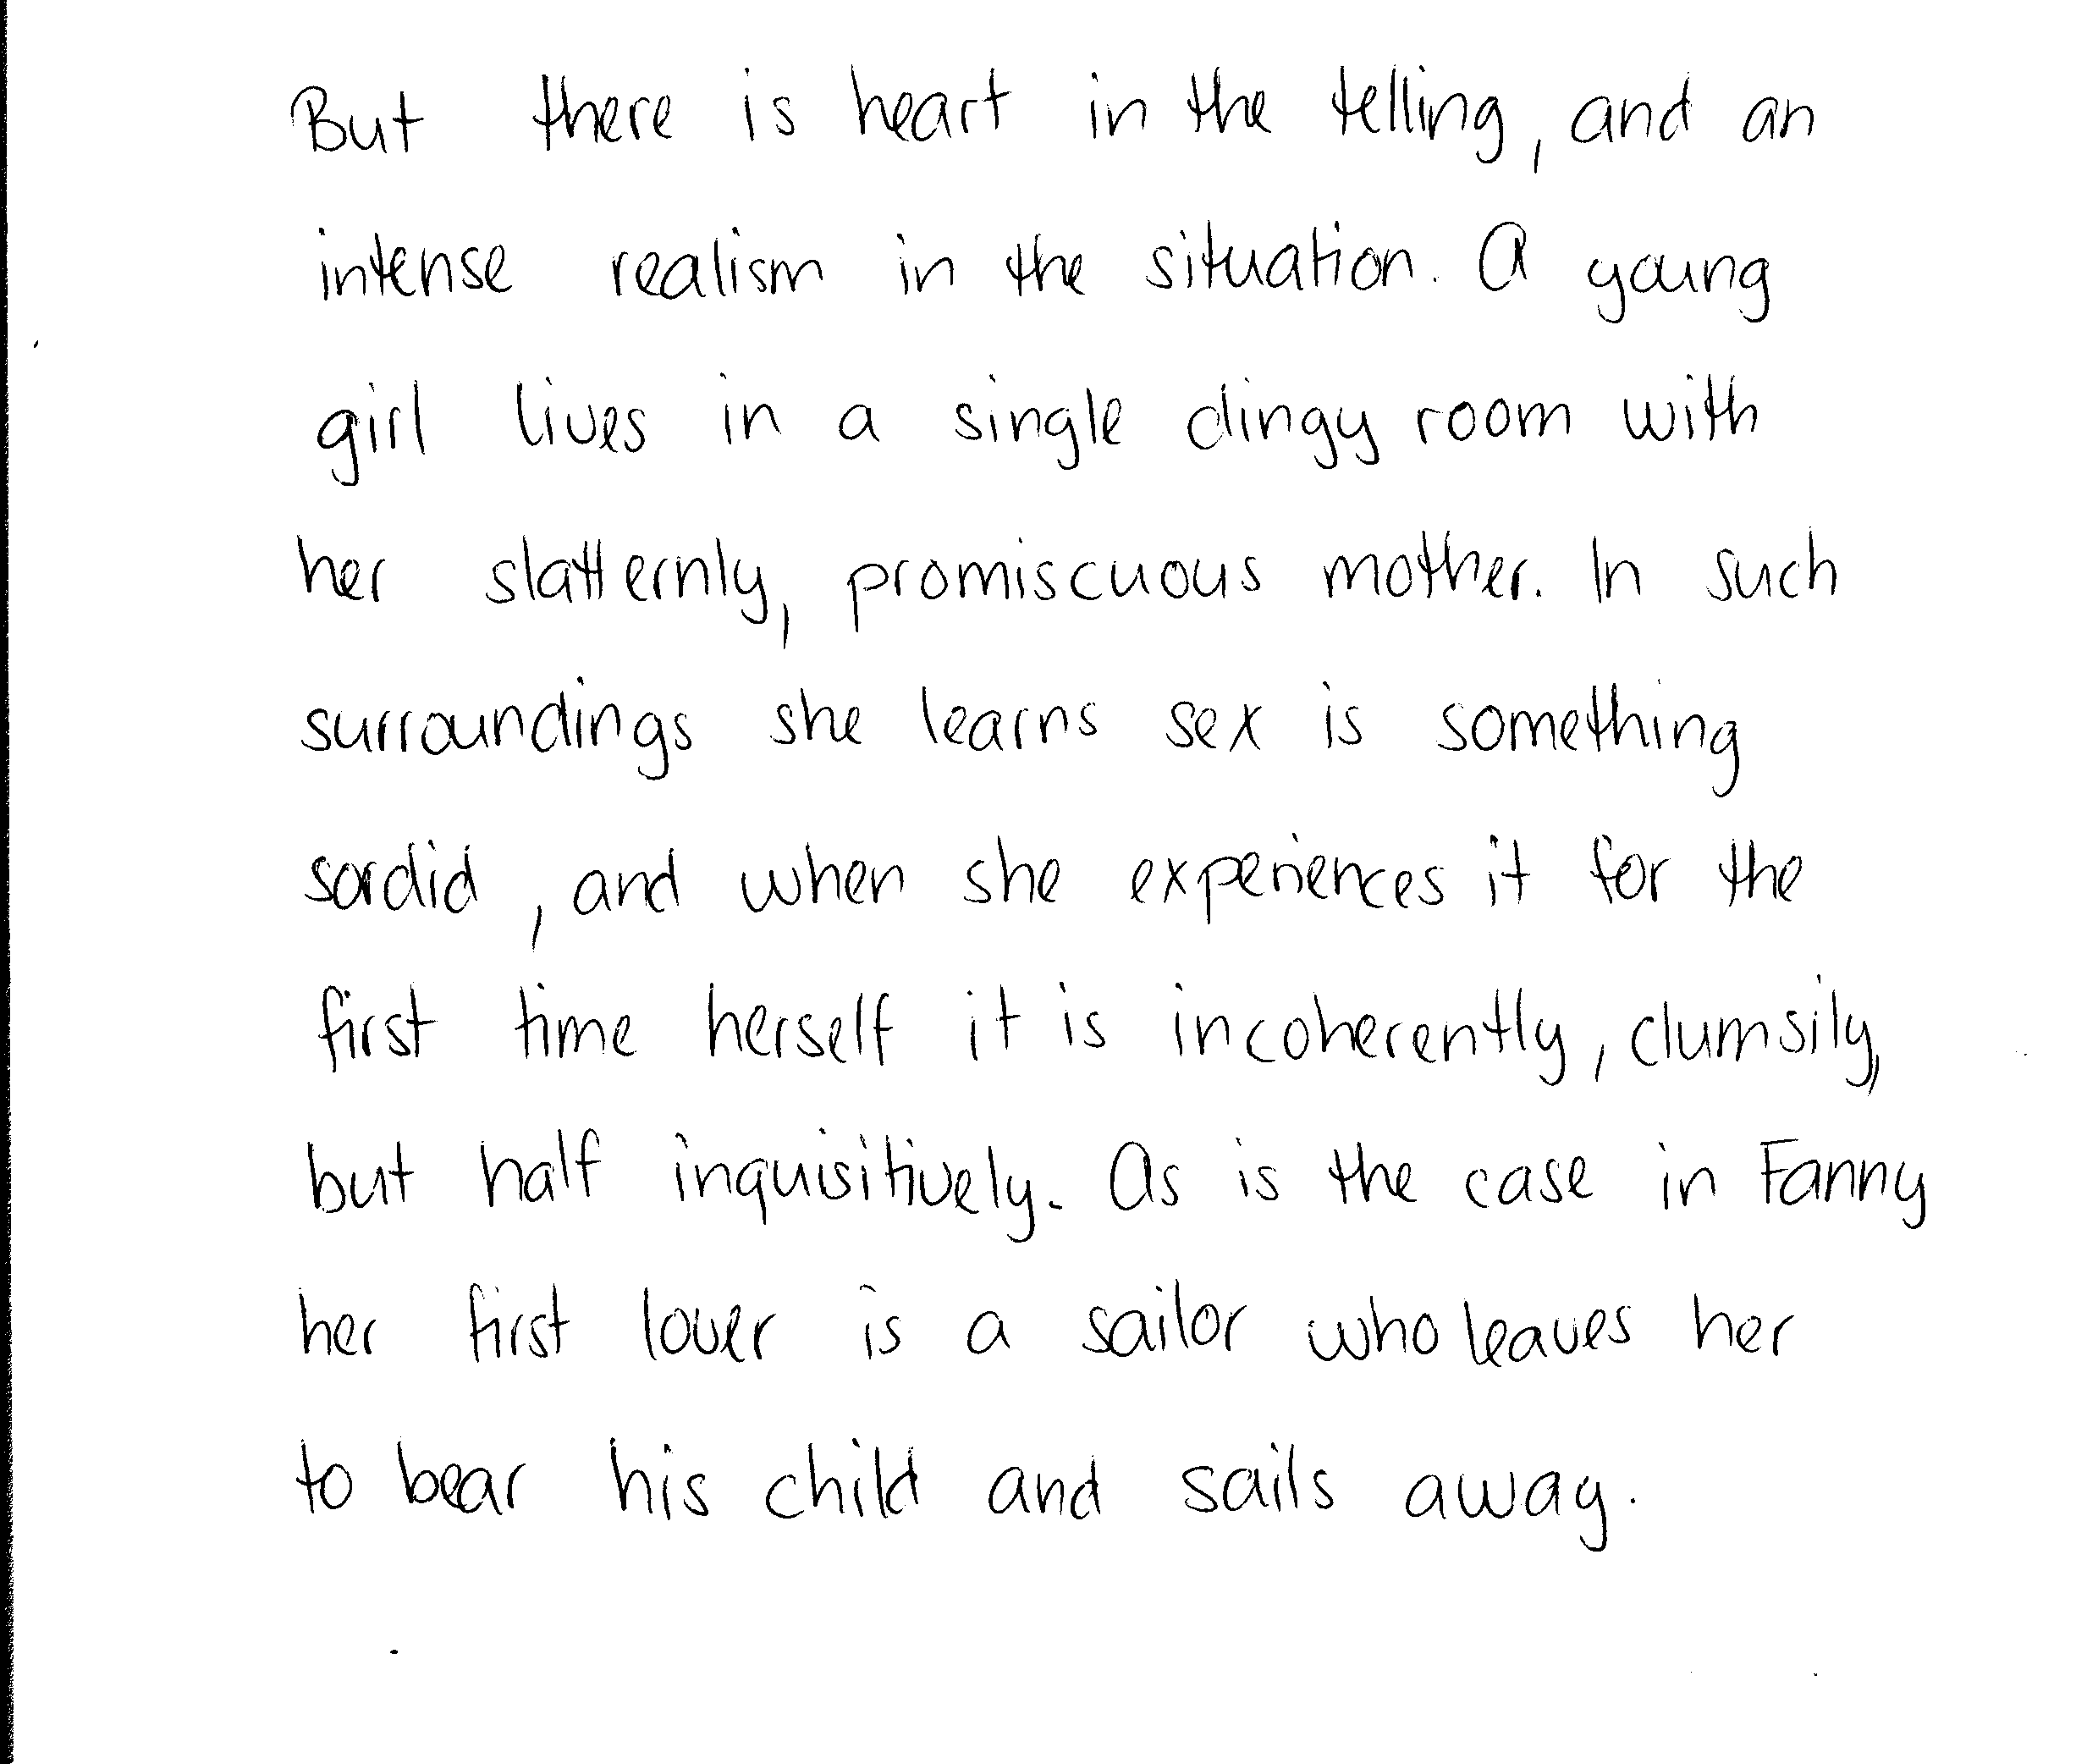 But there is heart in the telling, and an
intense realism in the situation. A young
girl lives in a single dingy room with
her slatternly, promiscuous mother. In such
surroundings she learns sex is something
sordid, and when she experiences it for the
first time herself it is incoherently, clumsily,
but half inquisitively. As is the case in Fanny
her first lover is a sailor who leaves her
to bear his child and sails away.